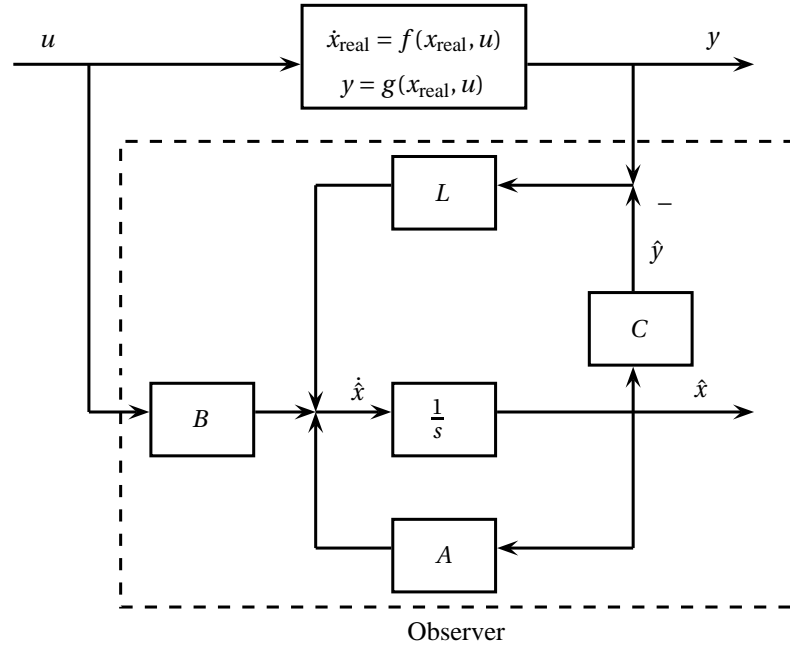 u
ẋ_real = f(x_real, u)
y = g(x_real, u)
y
L
–
ŷ
C
B
x̂̇
1/s
x̂
A
Observer